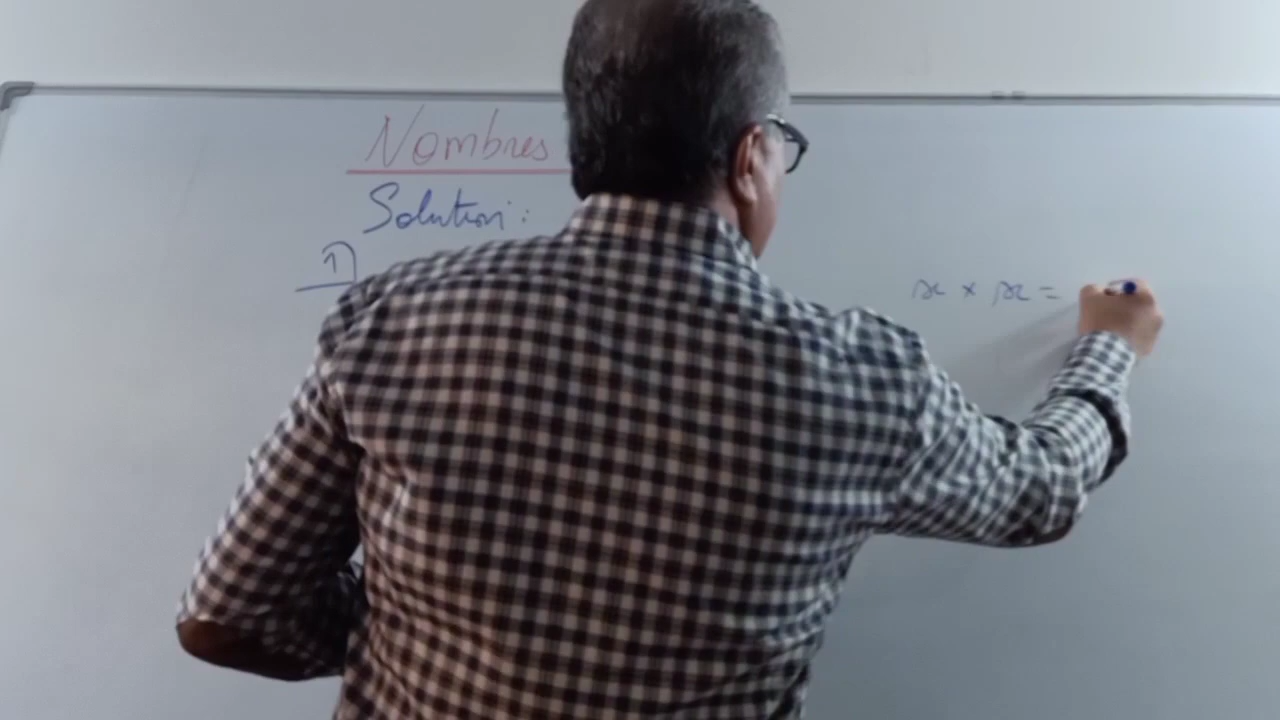 Nombres
Solution :
1)
x × x =